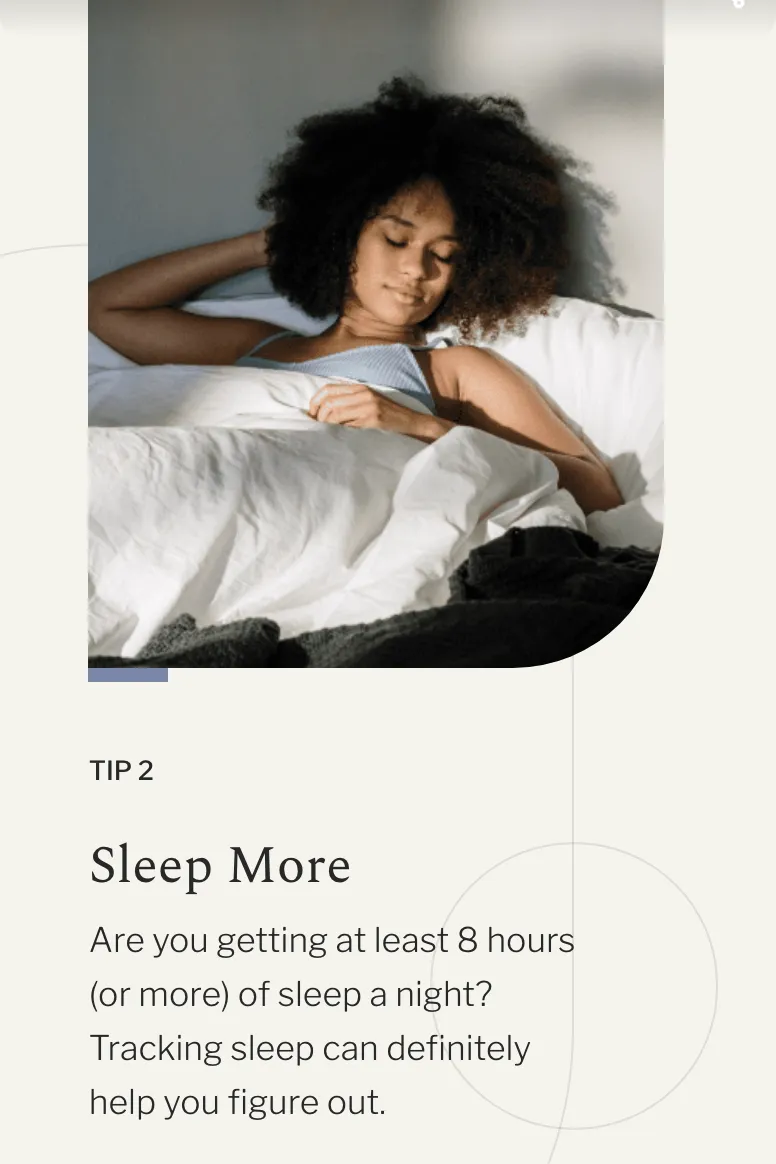 TIP 2
Sleep More
Are you getting at least 8 hours
(or more) of sleep a night?
Tracking sleep can definitely
help you figure out.